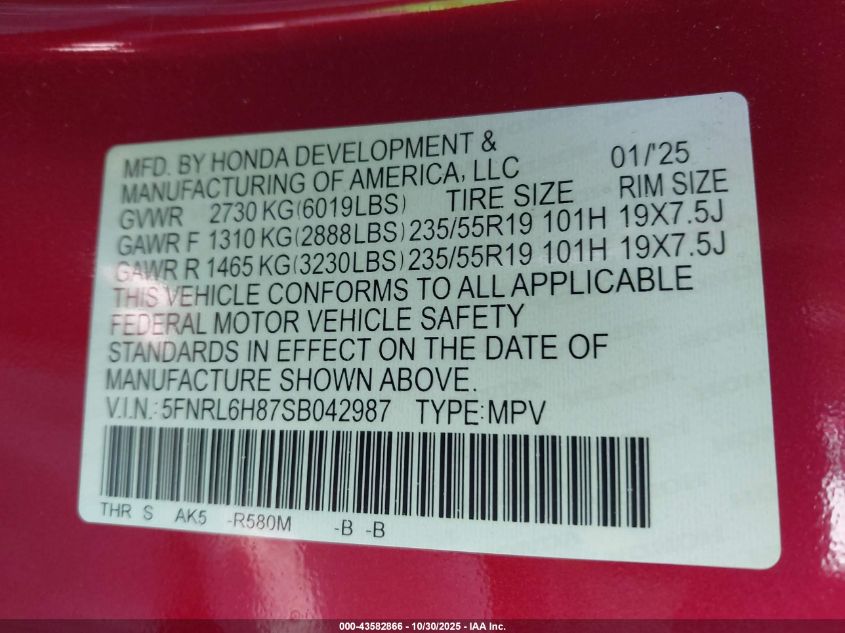 MFD. BY HONDA DEVELOPMENT &
MANUFACTURING OF AMERICA, LLC 01/'25
GVWR 2730 KG(6019LBS) TIRE SIZE RIM SIZE
GAWR F 1310 KG(2888LBS) 235/55R19 101H 19X7.5J
GAWR R 1465 KG(3230LBS) 235/55R19 101H 19X7.5J
THIS VEHICLE CONFORMS TO ALL APPLICABLE
FEDERAL MOTOR VEHICLE SAFETY
STANDARDS IN EFFECT ON THE DATE OF
MANUFACTURE SHOWN ABOVE.
V.I.N.: 5FNRL6H87SB042987 TYPE:MPV
THR S AK5 -R580M -B -B
000-43582866 - 10/30/2025 - IAA Inc.